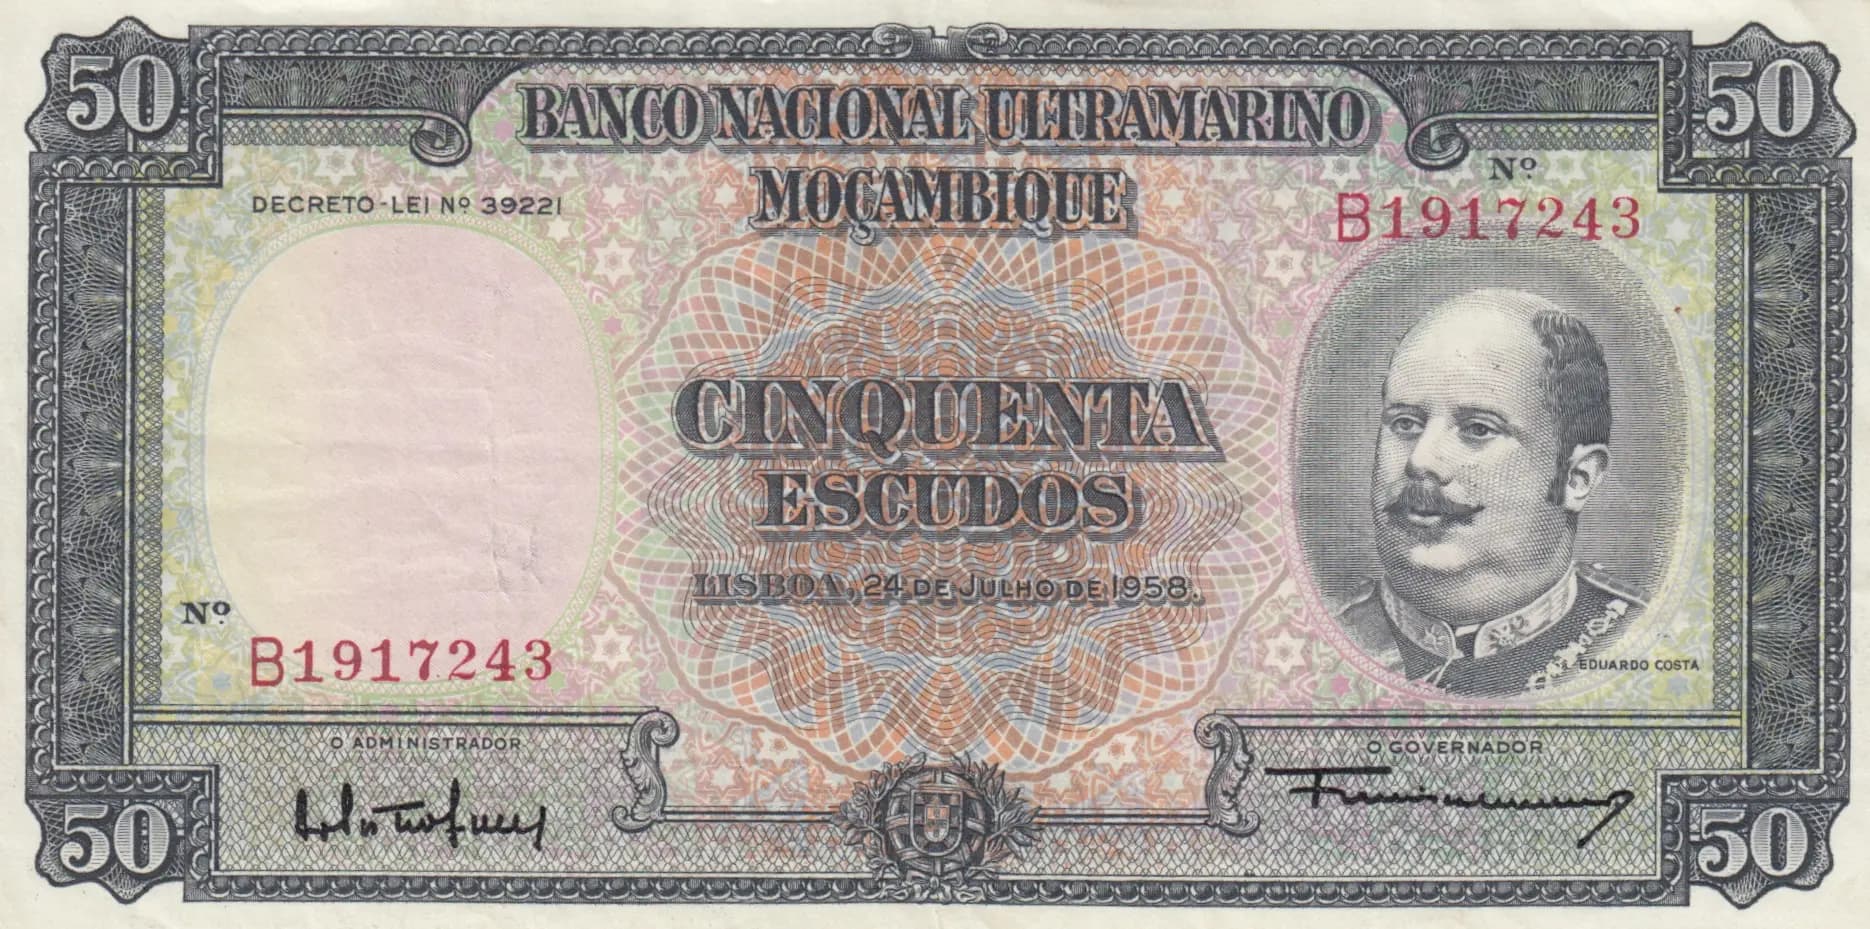 50
50
BANCO NACIONAL ULTRAMARINO
MOÇAMBIQUE
Nº.
B1917243
DECRETO-LEI Nº 39221
CINQUENTA
ESCUDOS
LISBOA, 24 DE JULHO DE 1958.
Nº.
B1917243
EDUARDO COSTA
O ADMINISTRADOR
O GOVERNADOR
50
50